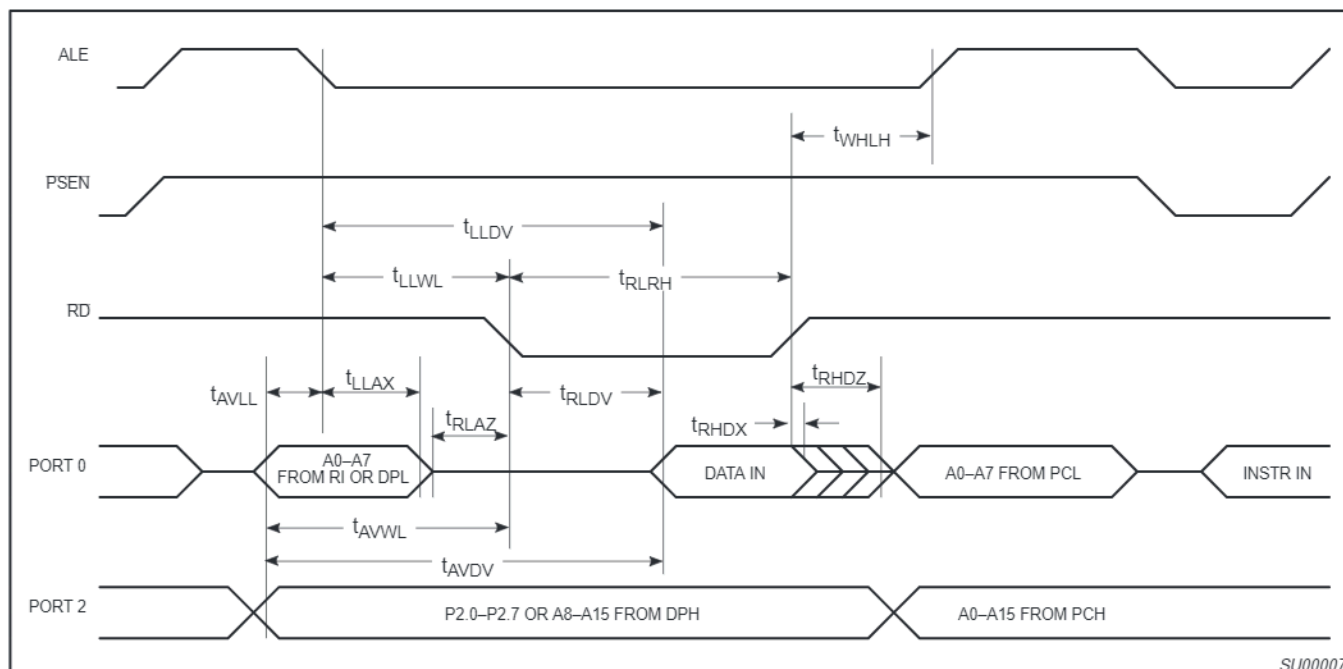 ALE
tWHLH
PSEN
tLLDV
tLLWL
tRLRH
RD
tAVLL
tLLAX
tRLDV
tRHDZ
tRLAZ
tRHDX
PORT 0
A0–A7
FROM RI OR DPL
DATA IN
A0–A7 FROM PCL
INSTR IN
tAVWL
tAVDV
PORT 2
P2.0–P2.7 OR A8–A15 FROM DPH
A0–A15 FROM PCH